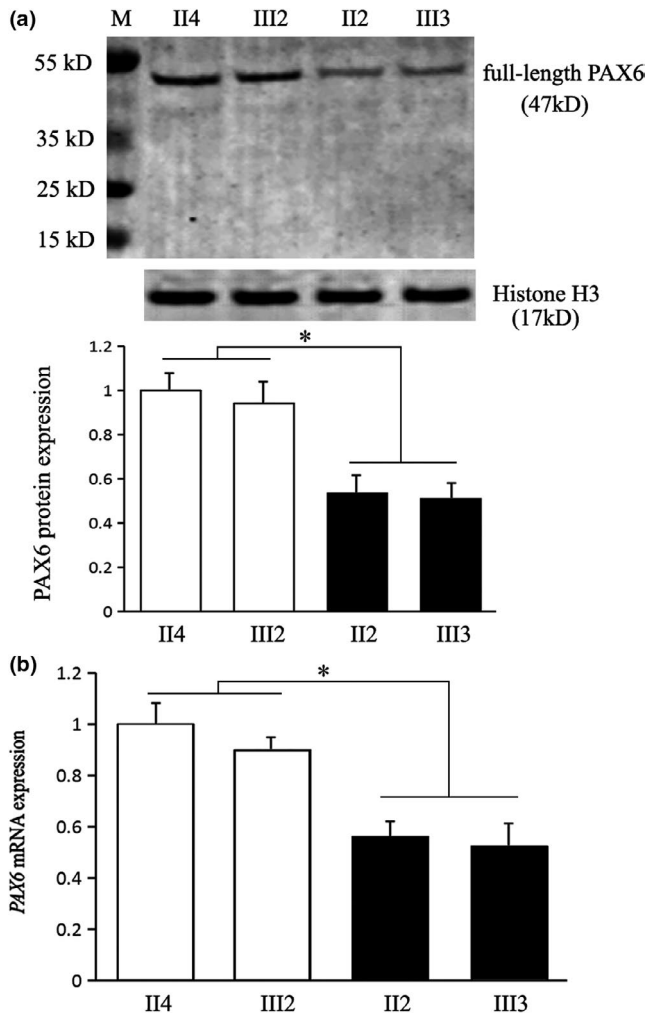 (a) M II4 III2 II2 III3
55 kD
full-length PAX6
(47kD)
35 kD
25 kD
15 kD
Histone H3
(17kD)
*
1.2
1
0.8
0.6
0.4
0.2
0
PAX6 protein expression
II4 III2 II2 III3
(b)
*
1.2
1
0.8
0.6
0.4
0.2
0
PAX6 mRNA expression
II4 III2 II2 III3